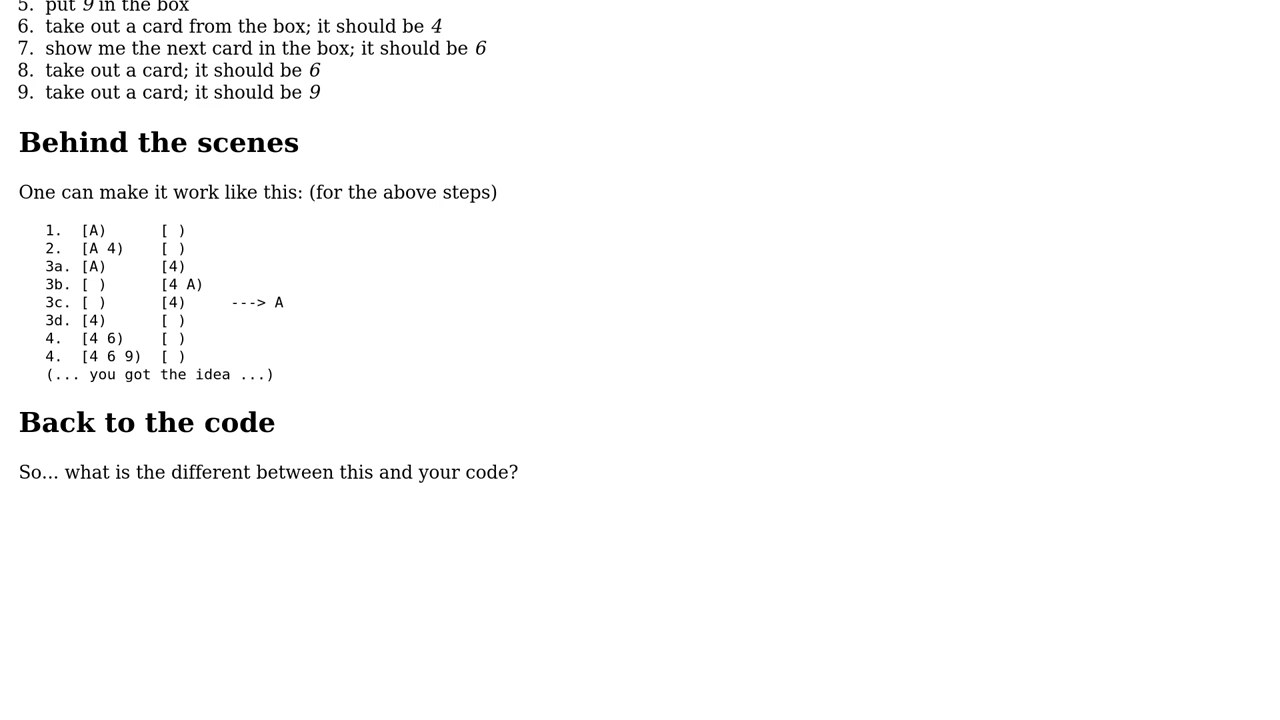 5. put 9 in the box
6. take out a card from the box; it should be 4
7. show me the next card in the box; it should be 6
8. take out a card; it should be 6
9. take out a card; it should be 9
Behind the scenes
One can make it work like this: (for the above steps)
1. [A) [ )
2. [A 4) [ )
3a. [A) [4)
3b. [ ) [4 A)
3c. [ ) [4) ---> A
3d. [4) [ )
4. [4 6) [ )
4. [4 6 9) [ )
(... you got the idea ...)
Back to the code
So... what is the different between this and your code?